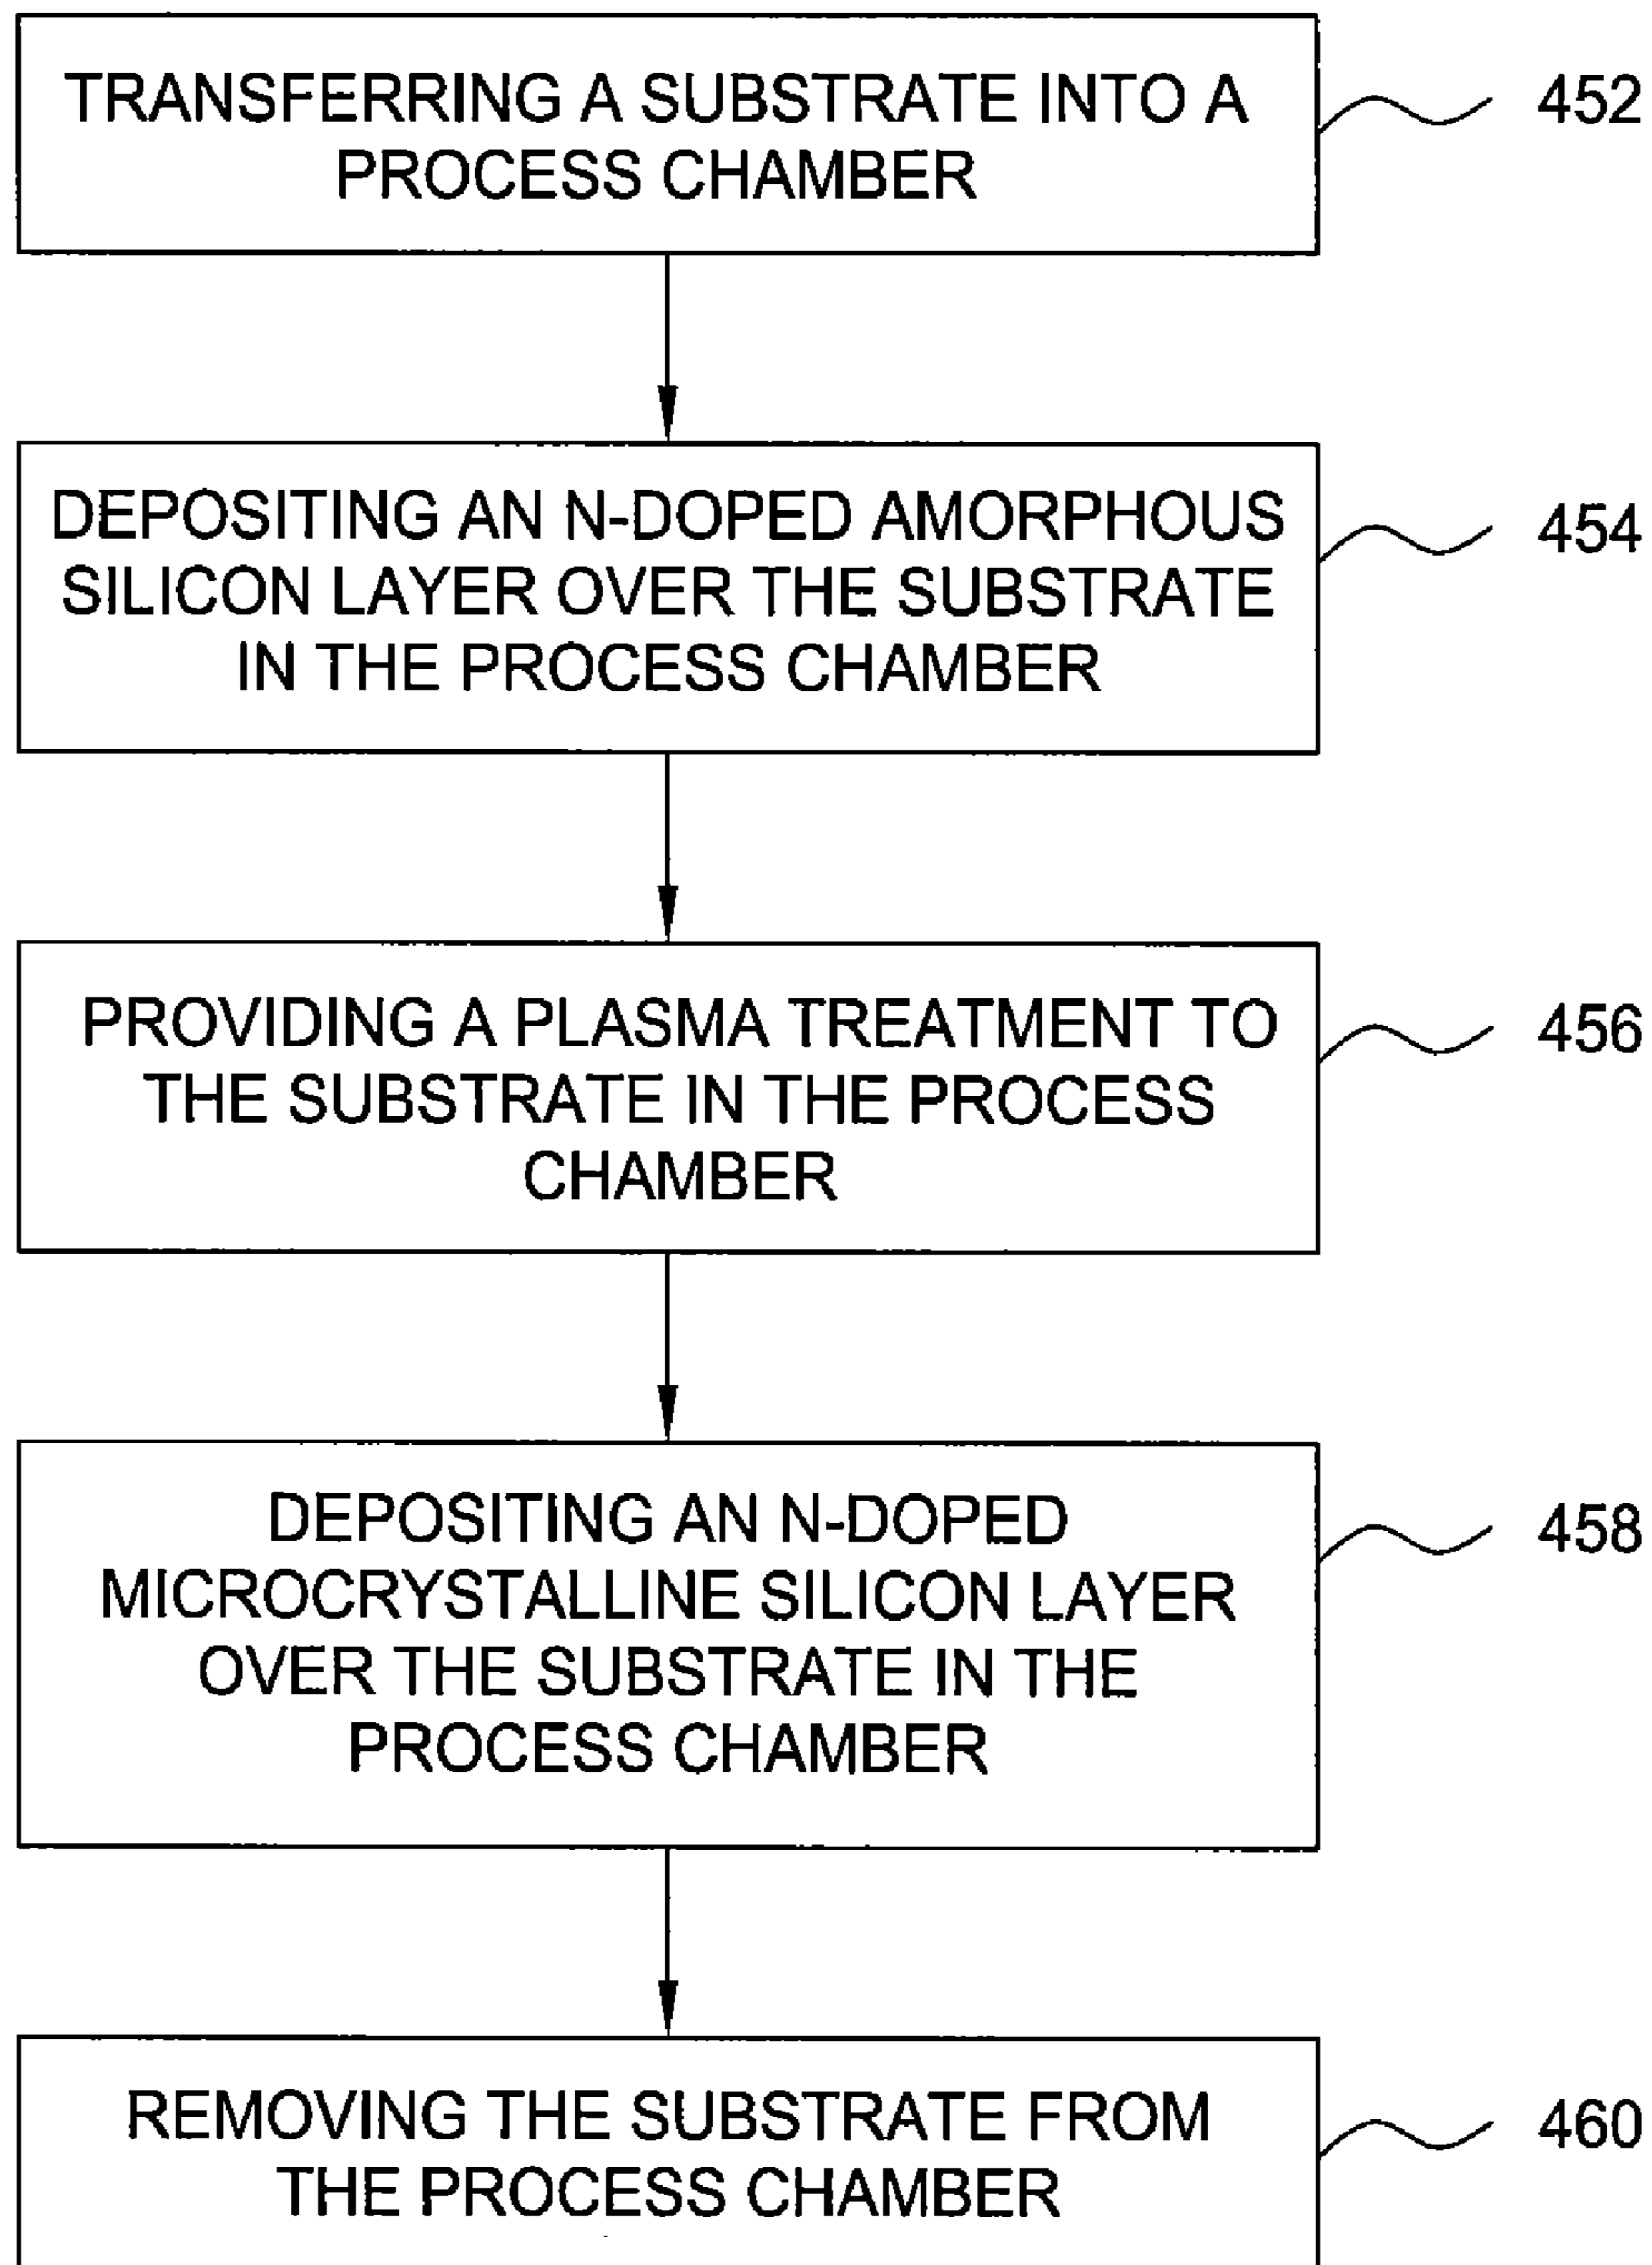 TRANSFERRING A SUBSTRATE INTO A
PROCESS CHAMBER
452
DEPOSITING AN N-DOPED AMORPHOUS
SILICON LAYER OVER THE SUBSTRATE
IN THE PROCESS CHAMBER
454
PROVIDING A PLASMA TREATMENT TO
THE SUBSTRATE IN THE PROCESS
CHAMBER
456
DEPOSITING AN N-DOPED
MICROCRYSTALLINE SILICON LAYER
OVER THE SUBSTRATE IN THE
PROCESS CHAMBER
458
REMOVING THE SUBSTRATE FROM
THE PROCESS CHAMBER
460